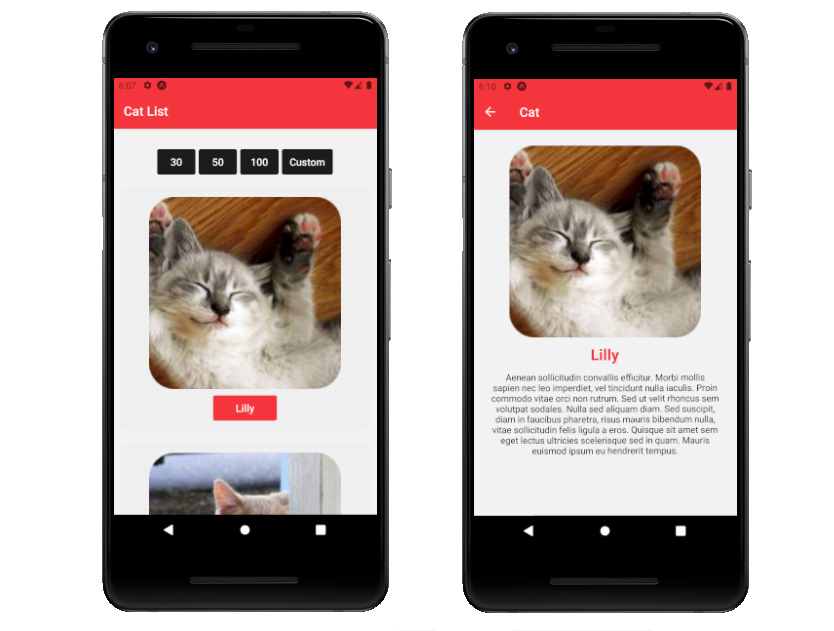 6:07
Cat List
30 50 100 Custom
Lilly
6:10
Cat
Lilly
Aenean sollicitudin convallis efficitur. Morbi mollis
sapien nec leo imperdiet, vel tincidunt nulla iaculis. Proin
commodo vitae orci non rutrum. Sed ut velit rhoncus sem
volutpat sodales. Nulla sed aliquam diam. Sed suscipit,
diam in faucibus pharetra, risus mauris bibendum nulla,
vitae sollicitudin felis ligula a eros. Quisque sit amet sem
eget lectus ultricies scelerisque sed in quam. Mauris
euismod ipsum eu hendrerit tempus.